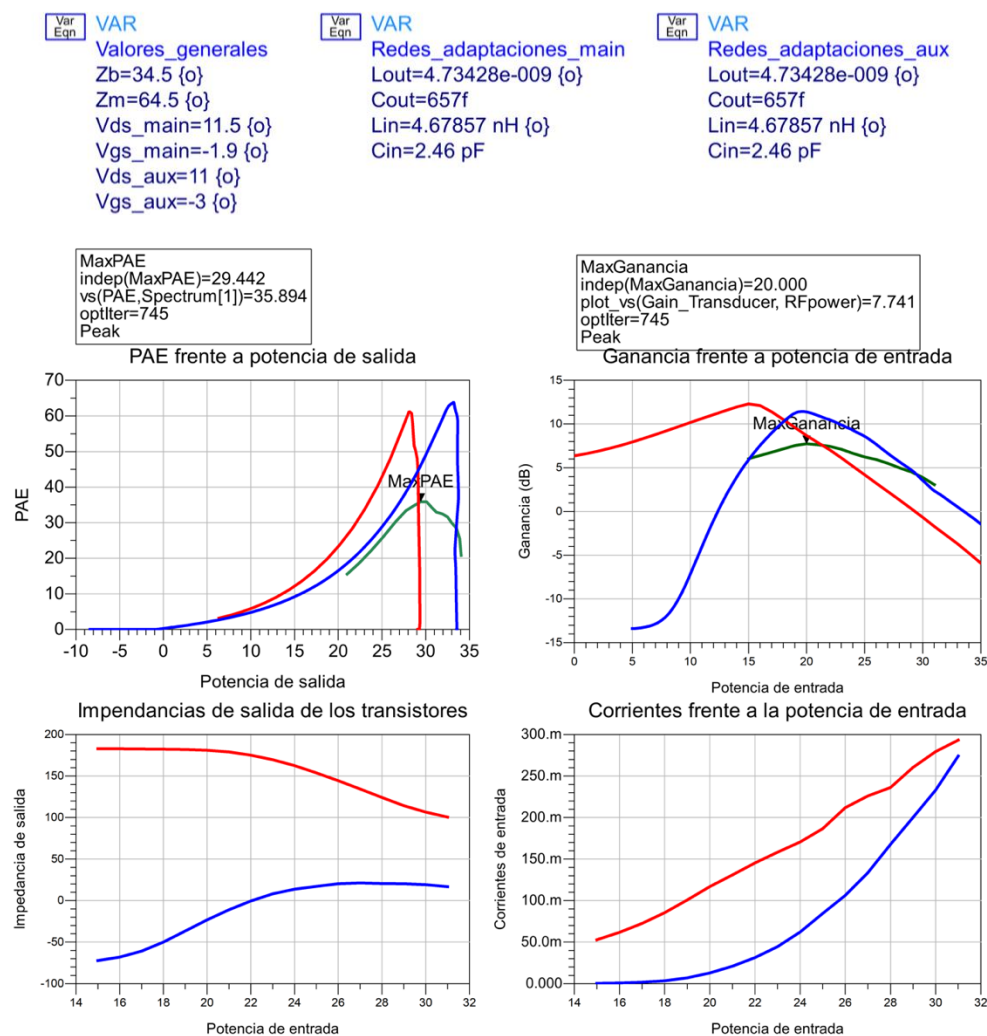 Var
Eqn
VAR
Valores_generales
Zb=34.5 {o}
Zm=64.5 {o}
Vds_main=11.5 {o}
Vgs_main=-1.9 {o}
Vds_aux=11 {o}
Vgs_aux=-3 {o}
Var
Eqn
VAR
Redes_adaptaciones_main
Lout=4.73428e-009 {o}
Cout=657f
Lin=4.67857 nH {o}
Cin=2.46 pF
Var
Eqn
VAR
Redes_adaptaciones_aux
Lout=4.73428e-009 {o}
Cout=657f
Lin=4.67857 nH {o}
Cin=2.46 pF
MaxPAE
indep(MaxPAE)=29.442
vs(PAE,Spectrum[1])=35.894
optIter=745
Peak
PAE frente a potencia de salida
70
60
50
40
30
20
10
0
PAE
MaxPAE
-10 -5 0 5 10 15 20 25 30 35
Potencia de salida
MaxGanancia
indep(MaxGanancia)=20.000
plot_vs(Gain_Transducer, RFpower)=7.741
optIter=745
Peak
Ganancia frente a potencia de entrada
15
10
5
0
-5
-10
-15
Ganancia (dB)
MaxGanancia
0 5 10 15 20 25 30 35
Potencia de entrada
Impendancias de salida de los transistores
200
150
100
50
0
-50
-100
Impedancia de salida
14 16 18 20 22 24 26 28 30 32
Potencia de entrada
Corrientes frente a la potencia de entrada
300.m
250.m
200.m
150.m
100.m
50.0m
0.000
Corrientes de entrada
14 16 18 20 22 24 26 28 30 32
Potencia de entrada